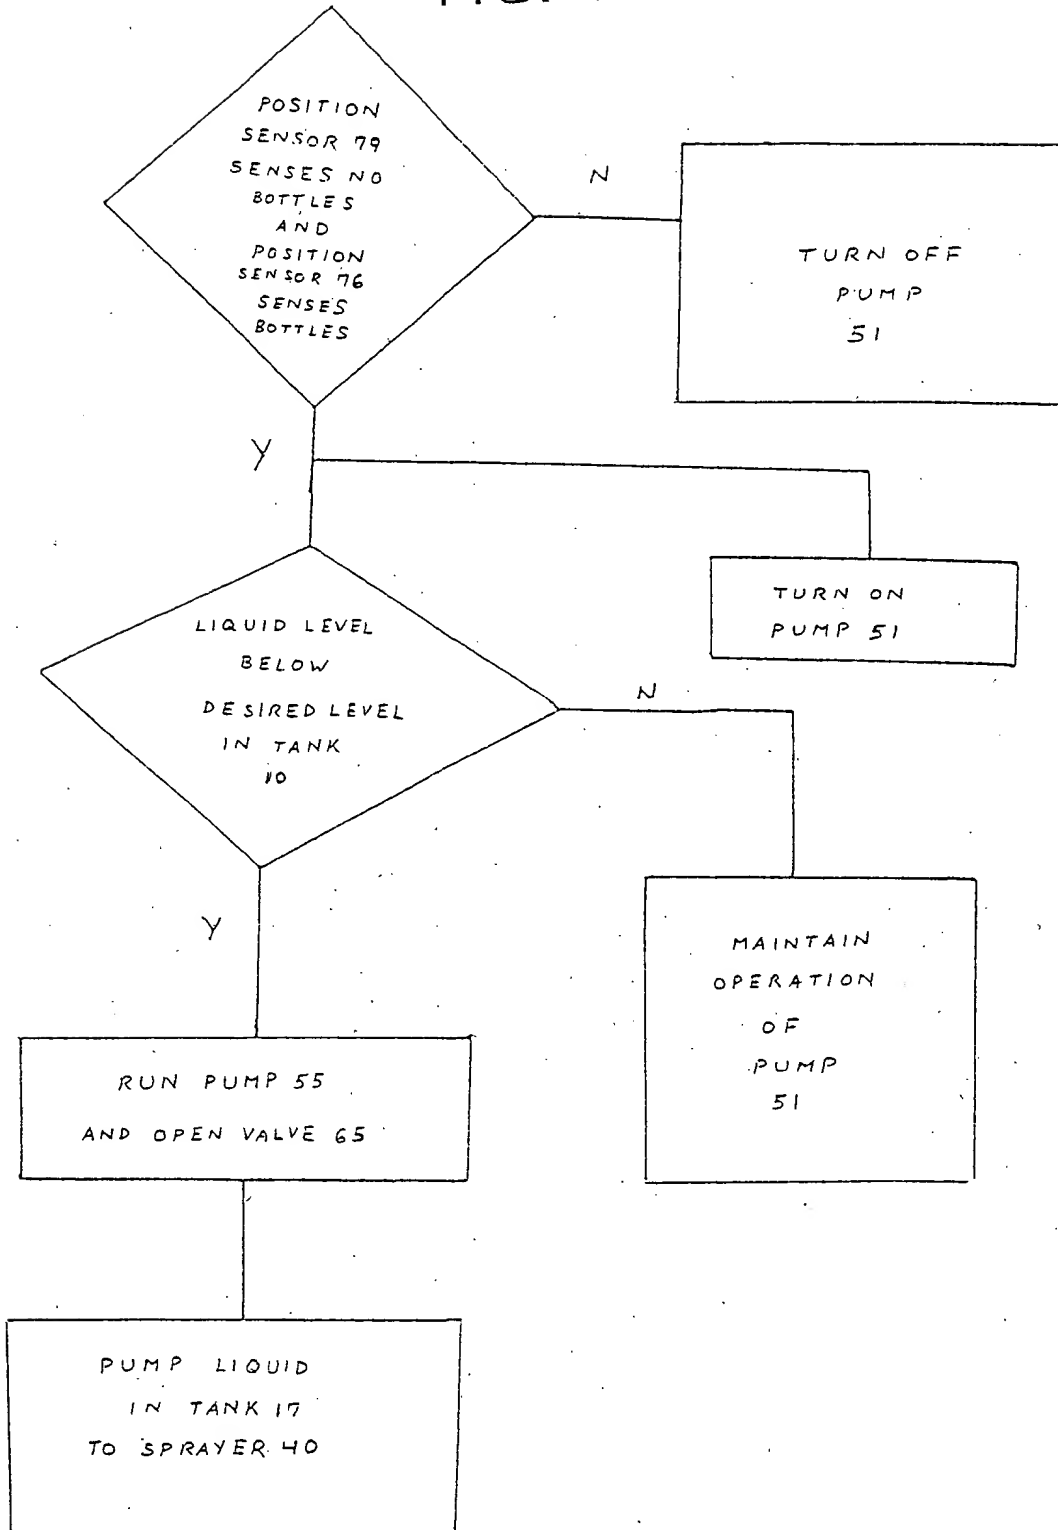 POSITION
SENSOR 79
SENSES NO
BOTTLES
AND
POSITION
SENSOR 76
SENSES
BOTTLES
N
TURN OFF
PUMP
51
Y
TURN ON
PUMP 51
LIQUID LEVEL
BELOW
DESIRED LEVEL
IN TANK
10
N
Y
MAINTAIN
OPERATION
OF
PUMP
51
RUN PUMP 55
AND OPEN VALVE 65
PUMP LIQUID
IN TANK 17
TO SPRAYER 40